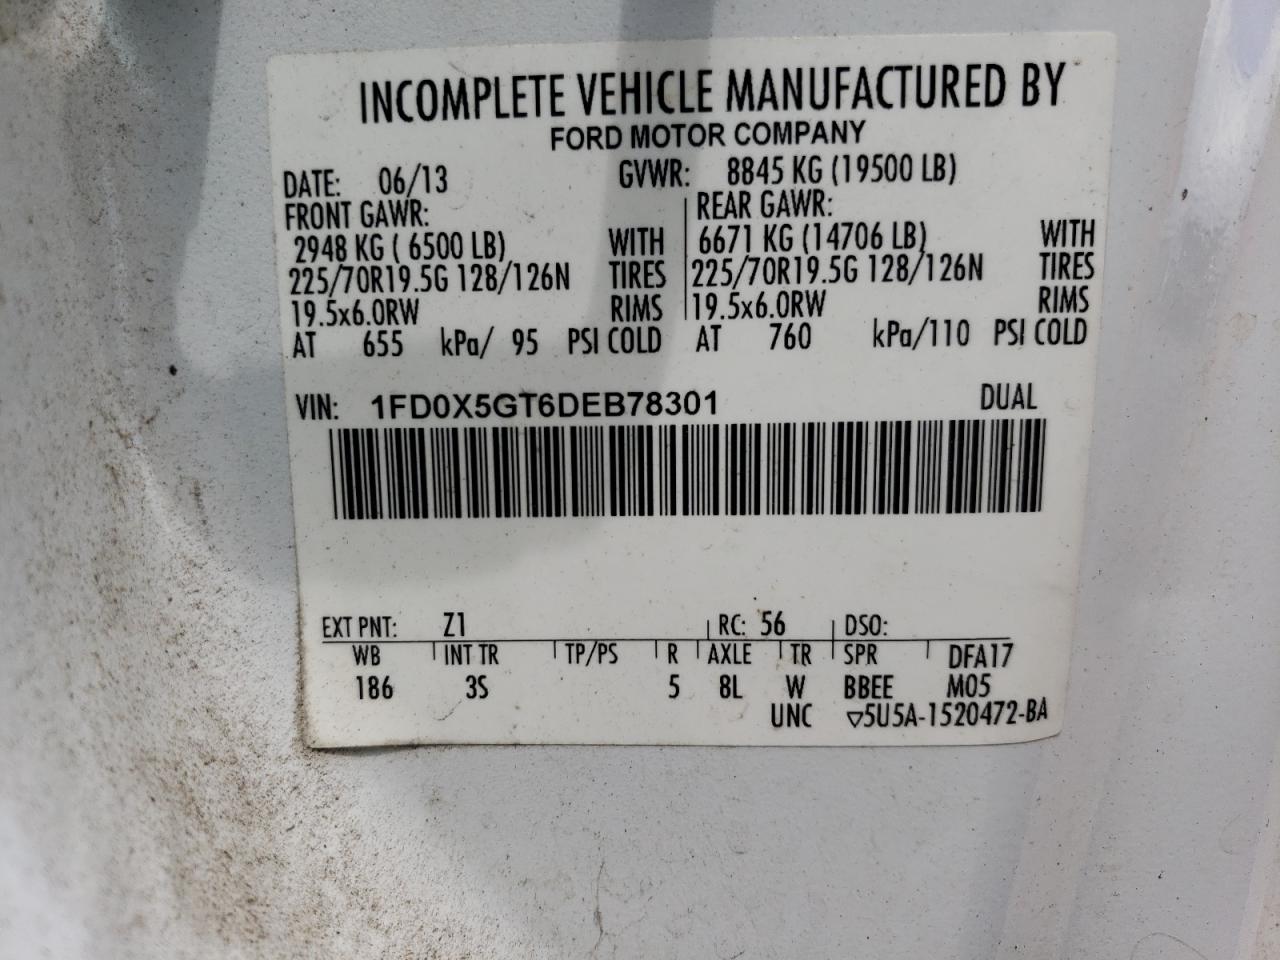 INCOMPLETE VEHICLE MANUFACTURED BY
FORD MOTOR COMPANY
DATE: 06/13 GVWR: 8845 KG (19500 LB)
FRONT GAWR: REAR GAWR:
2948 KG ( 6500 LB) WITH 6671 KG (14706 LB) WITH
225/70R19.5G 128/126N TIRES 225/70R19.5G 128/126N TIRES
19.5x6.0RW RIMS 19.5x6.0RW RIMS
AT 655 kPa/ 95 PSI COLD AT 760 kPa/110 PSI COLD
VIN: 1FD0X5GT6DEB78301 DUAL
EXT PNT: Z1 RC: 56 DSO:
WB INT TR TP/PS R AXLE TR SPR DFA17
186 3S 5 8L W BBEE M05
UNC ▽5U5A-1520472-BA